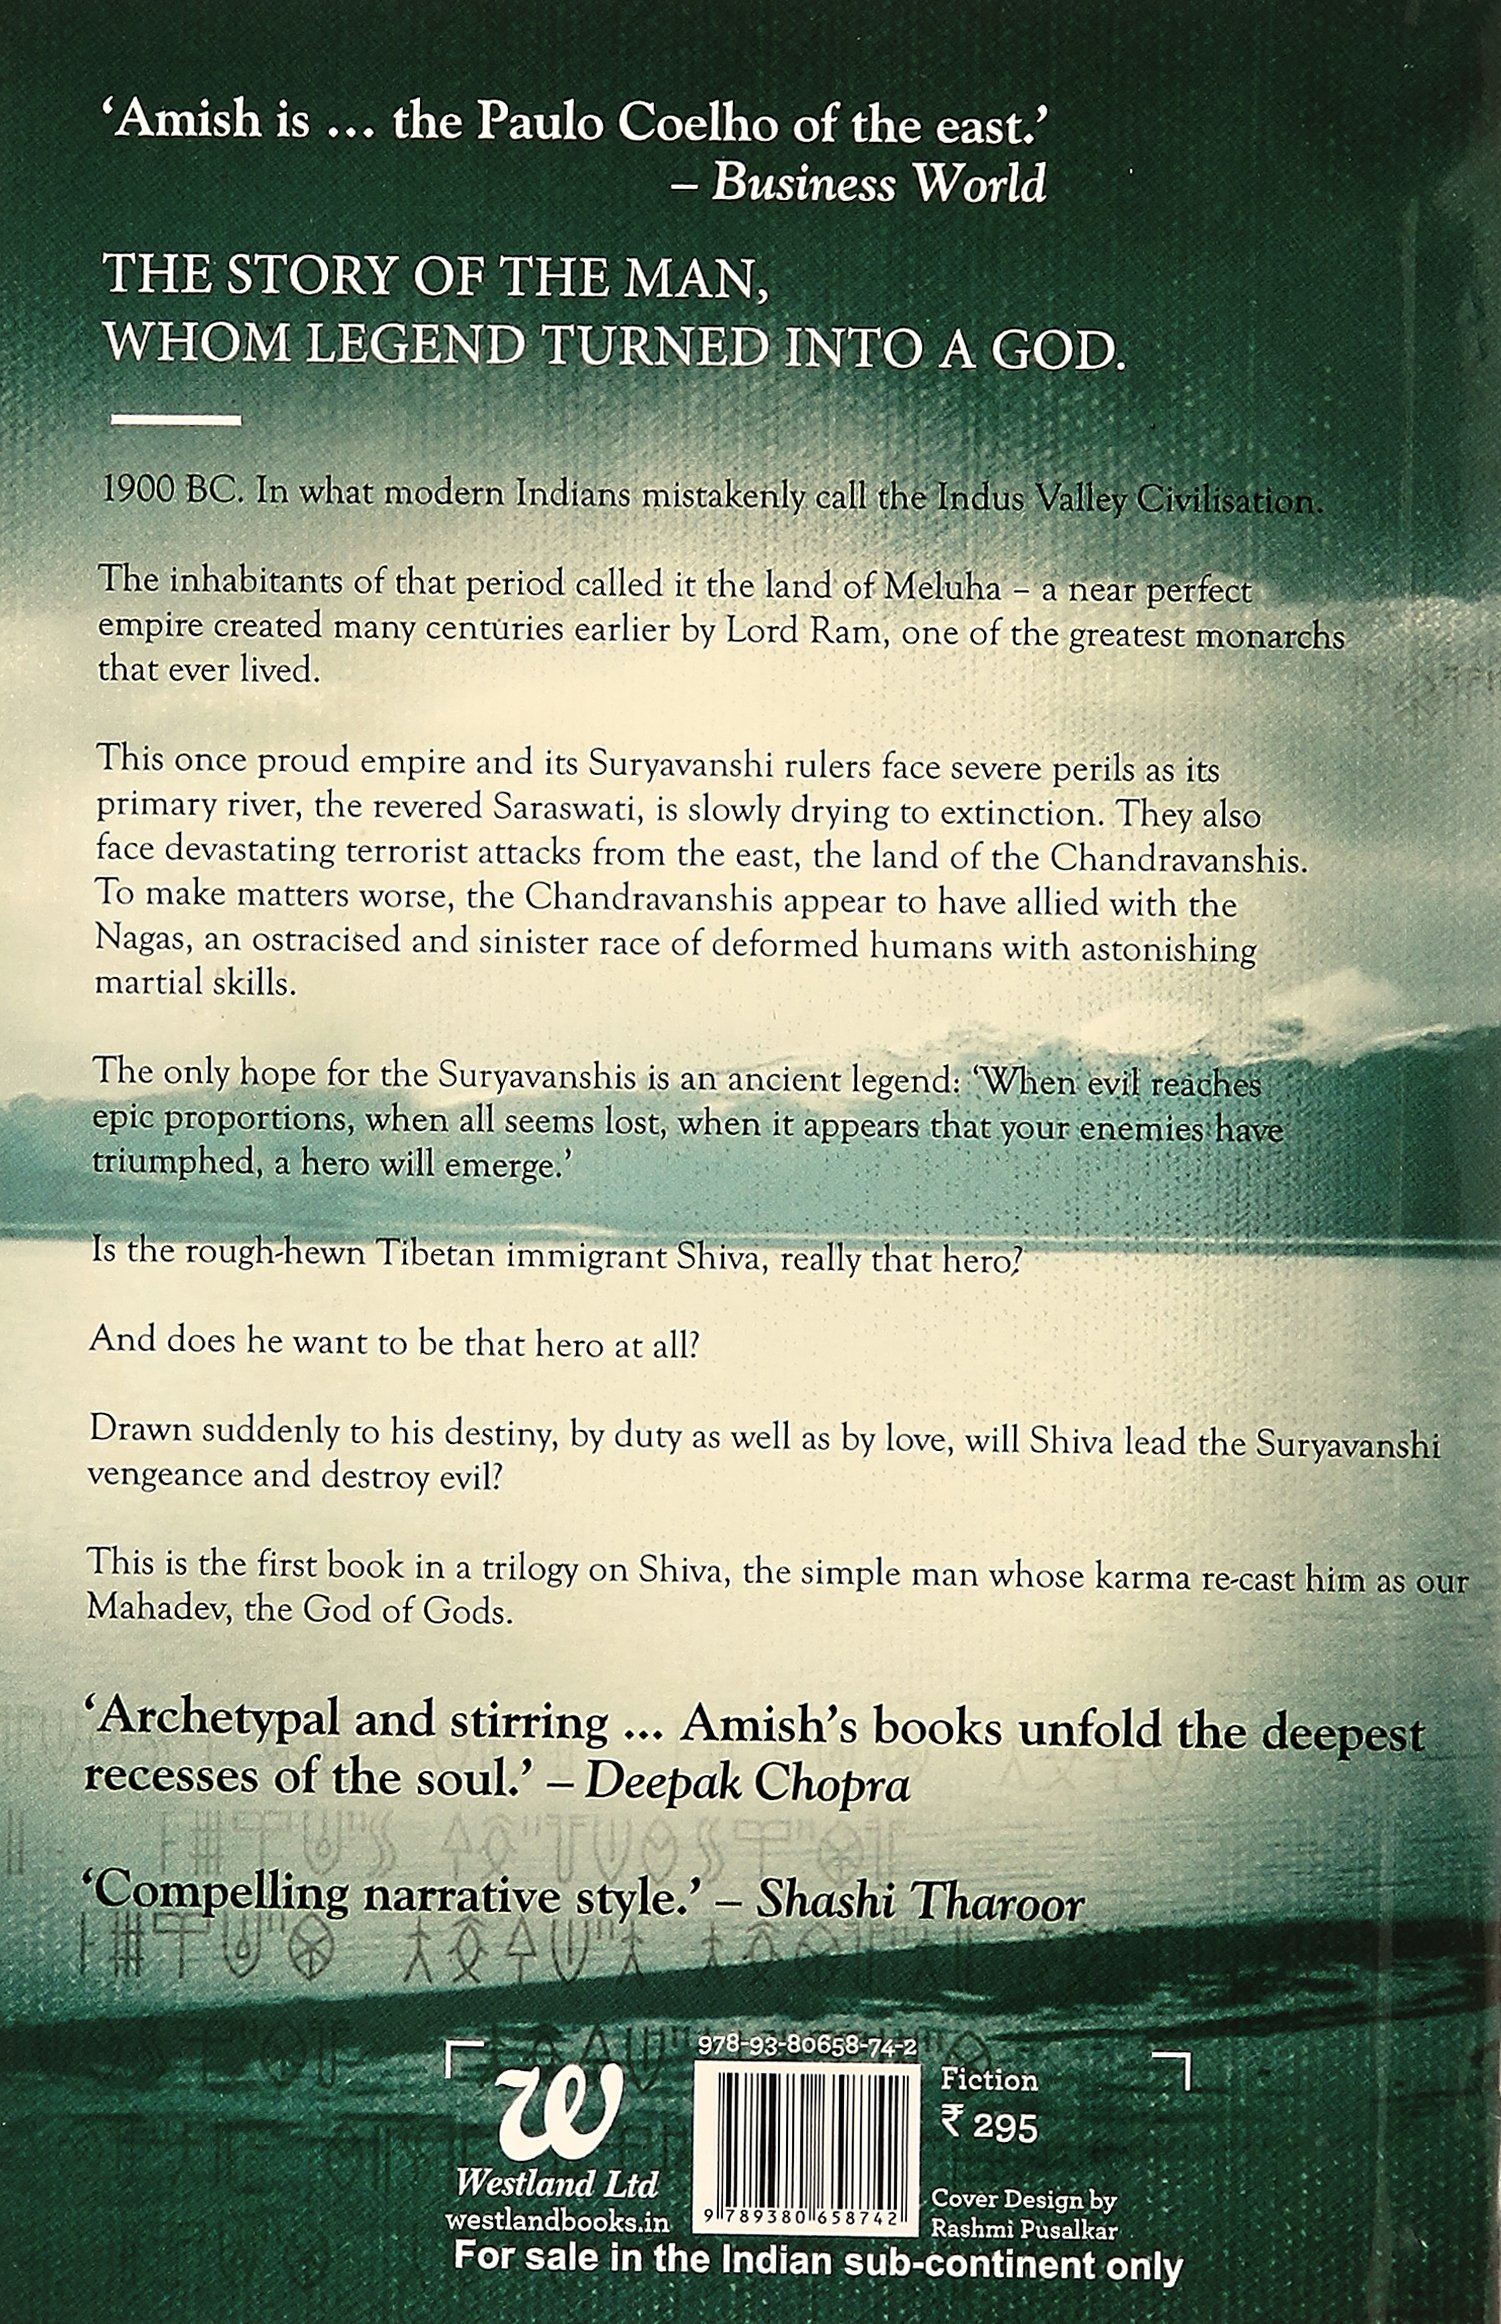 ‘Amish is ... the Paulo Coelho of the east.’
– Business World
THE STORY OF THE MAN,
WHOM LEGEND TURNED INTO A GOD.
1900 BC. In what modern Indians mistakenly call the Indus Valley Civilisation.
The inhabitants of that period called it the land of Meluha – a near perfect
empire created many centuries earlier by Lord Ram, one of the greatest monarchs
that ever lived.
This once proud empire and its Suryavanshi rulers face severe perils as its
primary river, the revered Saraswati, is slowly drying to extinction. They also
face devastating terrorist attacks from the east, the land of the Chandravanshis.
To make matters worse, the Chandravanshis appear to have allied with the
Nagas, an ostracised and sinister race of deformed humans with astonishing
martial skills.
The only hope for the Suryavanshis is an ancient legend: ‘When evil reaches
epic proportions, when all seems lost, when it appears that your enemies have
triumphed, a hero will emerge.’
Is the rough-hewn Tibetan immigrant Shiva, really that hero?
And does he want to be that hero at all?
Drawn suddenly to his destiny, by duty as well as by love, will Shiva lead the Suryavanshi
vengeance and destroy evil?
This is the first book in a trilogy on Shiva, the simple man whose karma re-cast him as our
Mahadev, the God of Gods.
‘Archetypal and stirring ... Amish’s books unfold the deepest
recesses of the soul.’ – Deepak Chopra
‘Compelling narrative style.’ – Shashi Tharoor
978-93-80658-74-2
Fiction
₹ 295
w
Westland Ltd
westlandbooks.in
9 789380 658742
Cover Design by
Rashmi Pusalkar
For sale in the Indian sub-continent only